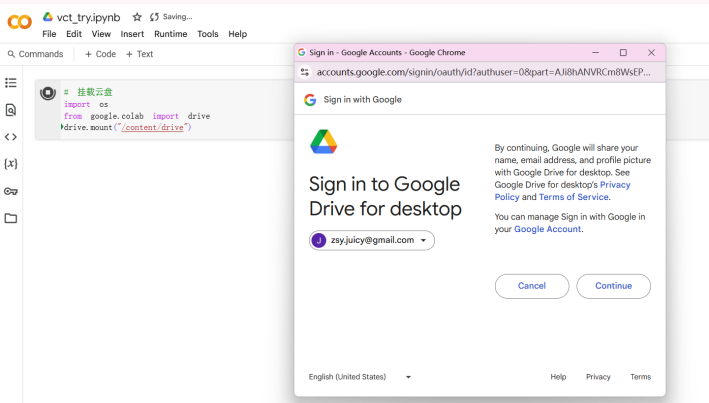 vct_try.ipynb Saving...
File Edit View Insert Runtime Tools Help
Commands + Code + Text
# 挂载云盘
import os
from google.colab import drive
drive.mount("/content/drive")
Sign in - Google Accounts - Google Chrome
accounts.google.com/signin/oauth/id?authuser=0&part=AJi8hANVRCm8WsEP...
Sign in with Google
Sign in to Google
Drive for desktop
J zsy.juicy@gmail.com
By continuing, Google will share your
name, email address, and profile picture
with Google Drive for desktop. See
Google Drive for desktop's Privacy
Policy and Terms of Service.
You can manage Sign in with Google in
your Google Account.
Cancel Continue
English (United States) Help Privacy Terms